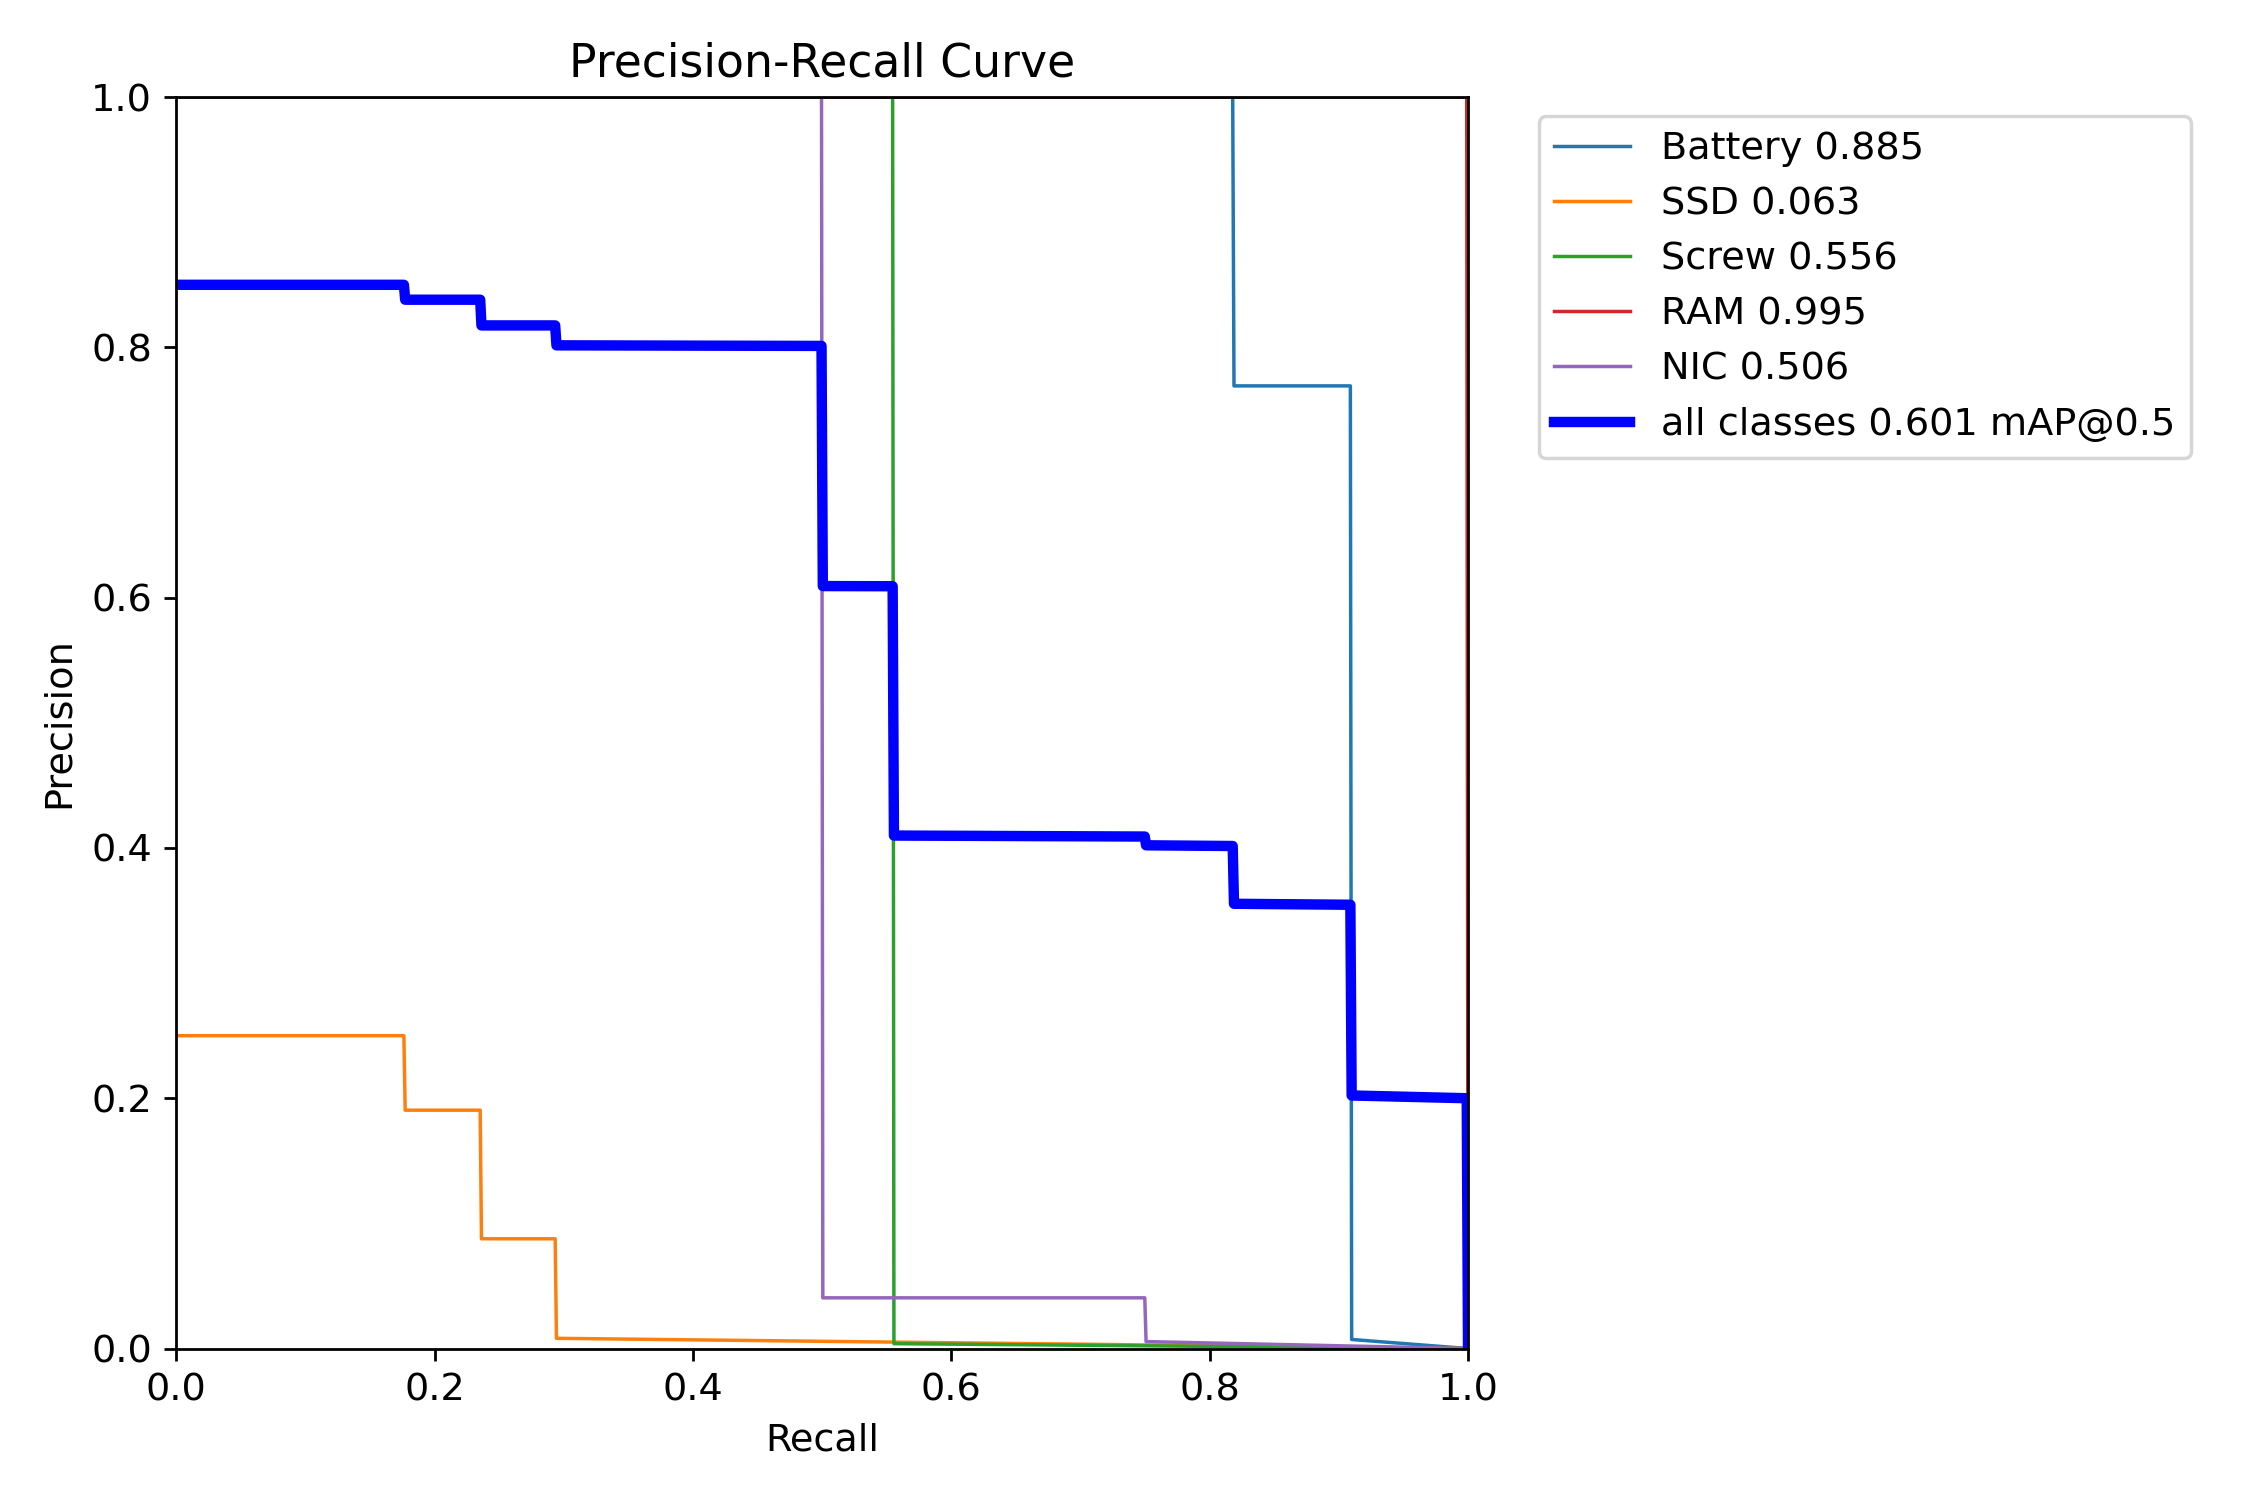 Precision-Recall Curve
1.0
0.8
0.6
0.4
0.2
0.0
Precision
0.0 0.2 0.4 0.6 0.8 1.0
Recall
Battery 0.885
SSD 0.063
Screw 0.556
RAM 0.995
NIC 0.506
all classes 0.601 mAP@0.5